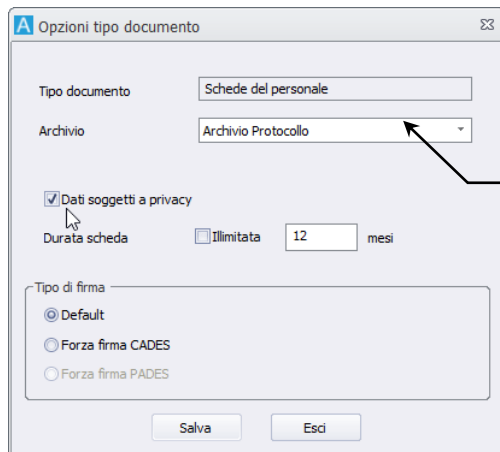 A Opzioni tipo documento
Tipo documento Schede del personale
Archivio Archivio Protocollo
Dati soggetti a privacy
Durata scheda Illimitata 12 mesi
Tipo di firma
Default
Forza firma CADES
Forza firma PADES
Salva Esci